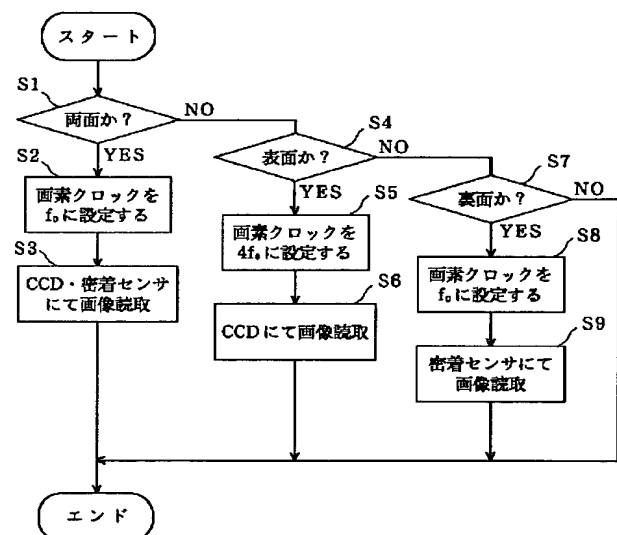 スタート
S1
両面か？
NO
YES
S2
画素クロックを
f₀に設定する
S3
CCD・密着センサ
にて画像読取
S4
表面か？
NO
YES
S5
画素クロックを
4f₀に設定する
S6
CCDにて画像読取
S7
裏面か？
NO
YES
S8
画素クロックを
f₀に設定する
S9
密着センサにて
画像読取
エンド